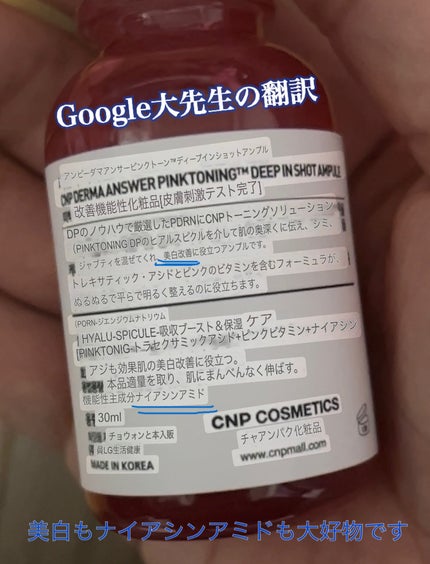 Google大先生の翻訳
アンビーダマアンサーピンクトーン™ディープインショットアンプル
CNP DERMA ANSWER PINKTONING™ DEEP IN SHOT AMPULE
改善機能性化粧品[皮膚刺激テスト完了]
DPのノウハウで厳選したPDRNにCNPトーニングソリューション
(PINKTONING DPのヒアルスピクルを介して肌の奥深くに伝え、シミ、
ジャブティを混ぜてくれ、美白改善に役立つアンプルです。
トレキサティック・アシドとピンクのビタミンを含むフォーミュラが、
ぬるぬるで平らで明るく整えるのに役立ちます。
(PDRN-ジエンジウムナトリウム
HYALU-SPICULE-吸収ブースト&保湿 ケア
[PINKTONIG-トラセクサミックアシド+ピンクビタミン+ナイアシン
アジも効果肌の美白改善に役立つ。
本品適量を取り、肌にまんべんなく伸ばす。
機能性主成分ナイアシンアミド
30ml
CNP COSMETICS
チョウォンと本入販
チャアンパク化粧品
LG生活健康
www.cnpmall.com
MADE IN KOREA
美白もナイアシンアミドも大好物です